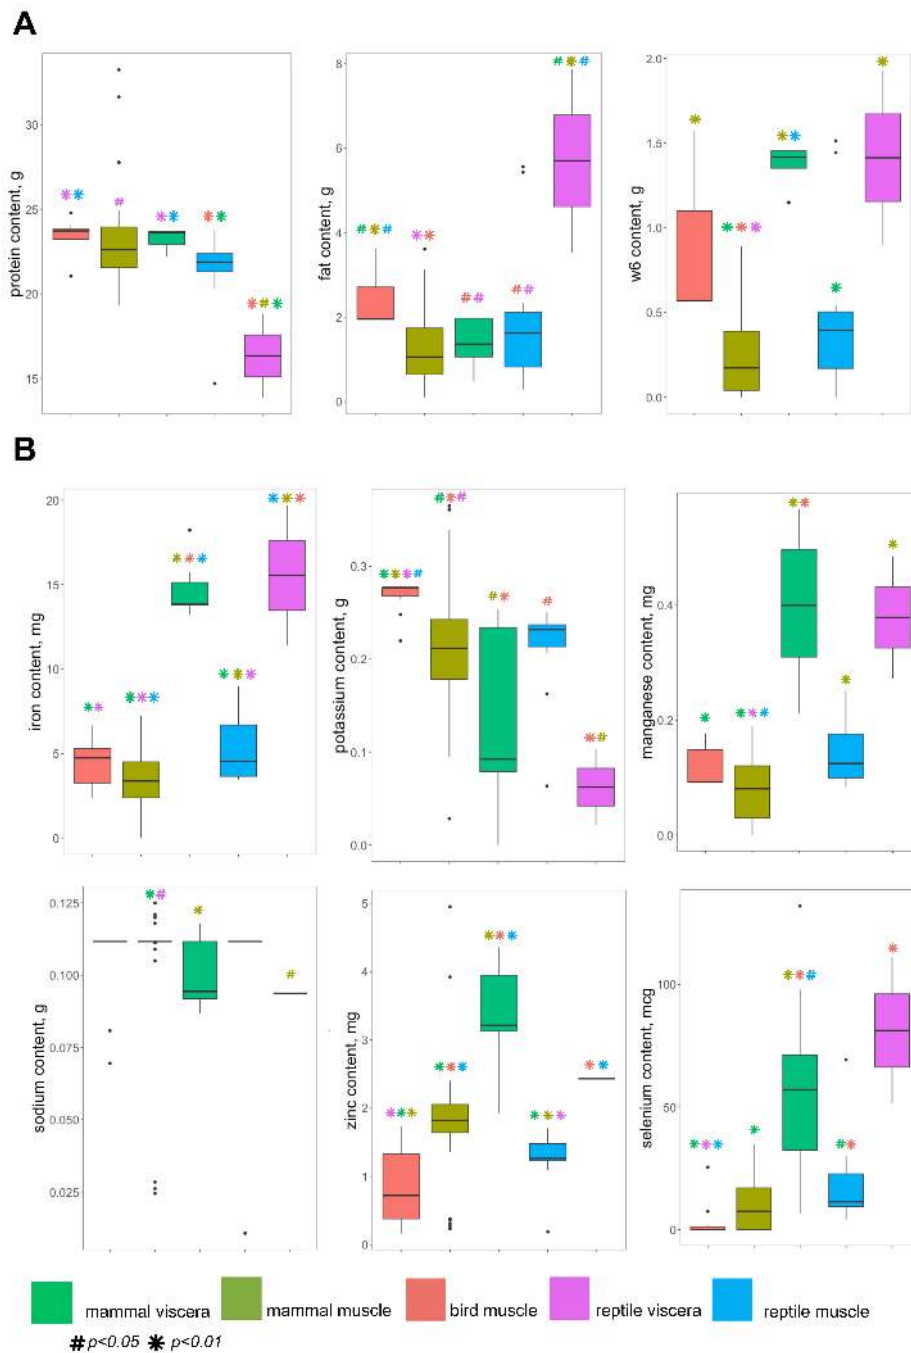 A
protein content, g
30
25
20
15
fat content, g
8
6
4
2
0
w6 content, g
2.0
1.5
1.0
0.5
0.0
** # ** ** *#*
#*# ** ## ## #*#
* *** ** * *
B
iron content, mg
20
15
10
5
0
potassium content, g
0.3
0.2
0.1
0.0
manganese content, mg
0.4
0.2
0.0
** *** *** *** ***
***# #*# #* # *#
* *** ** * *
sodium content, g
0.125
0.100
0.075
0.050
0.025
zinc content, mg
5
4
3
2
1
0
selenium content, mcg
100
50
0
*# * #
*** *** *** *** **
*** * **# #* *
mammal viscera mammal muscle bird muscle reptile viscera reptile muscle
# p<0.05 * p<0.01